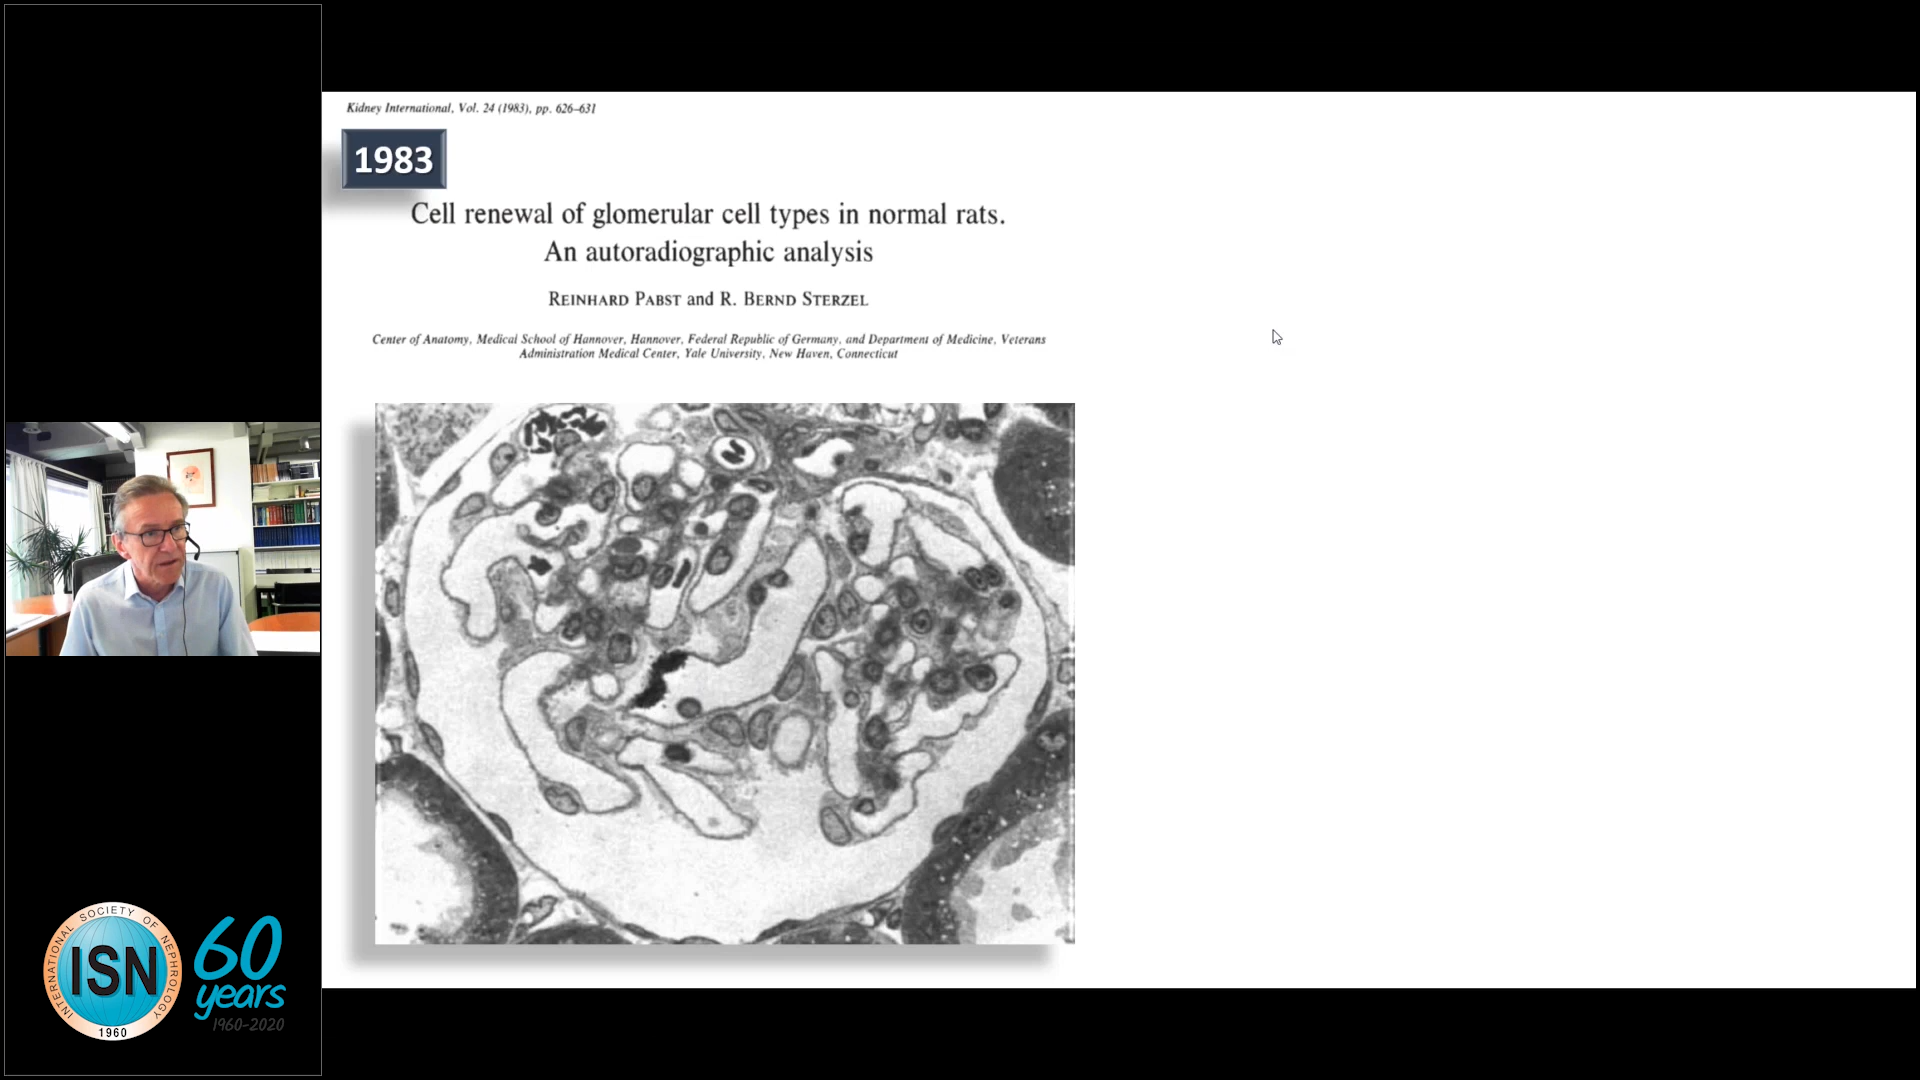 Kidney International, Vol. 24 (1983), pp. 626–631
1983
Cell renewal of glomerular cell types in normal rats.
An autoradiographic analysis
REINHARD PABST and R. BERND STERZEL
Center of Anatomy, Medical School of Hannover, Hannover, Federal Republic of Germany, and Department of Medicine, Veterans
Administration Medical Center, Yale University, New Haven, Connecticut
INTERNATIONAL SOCIETY OF NEPHROLOGY
ISN
1960
60
years
1960-2020